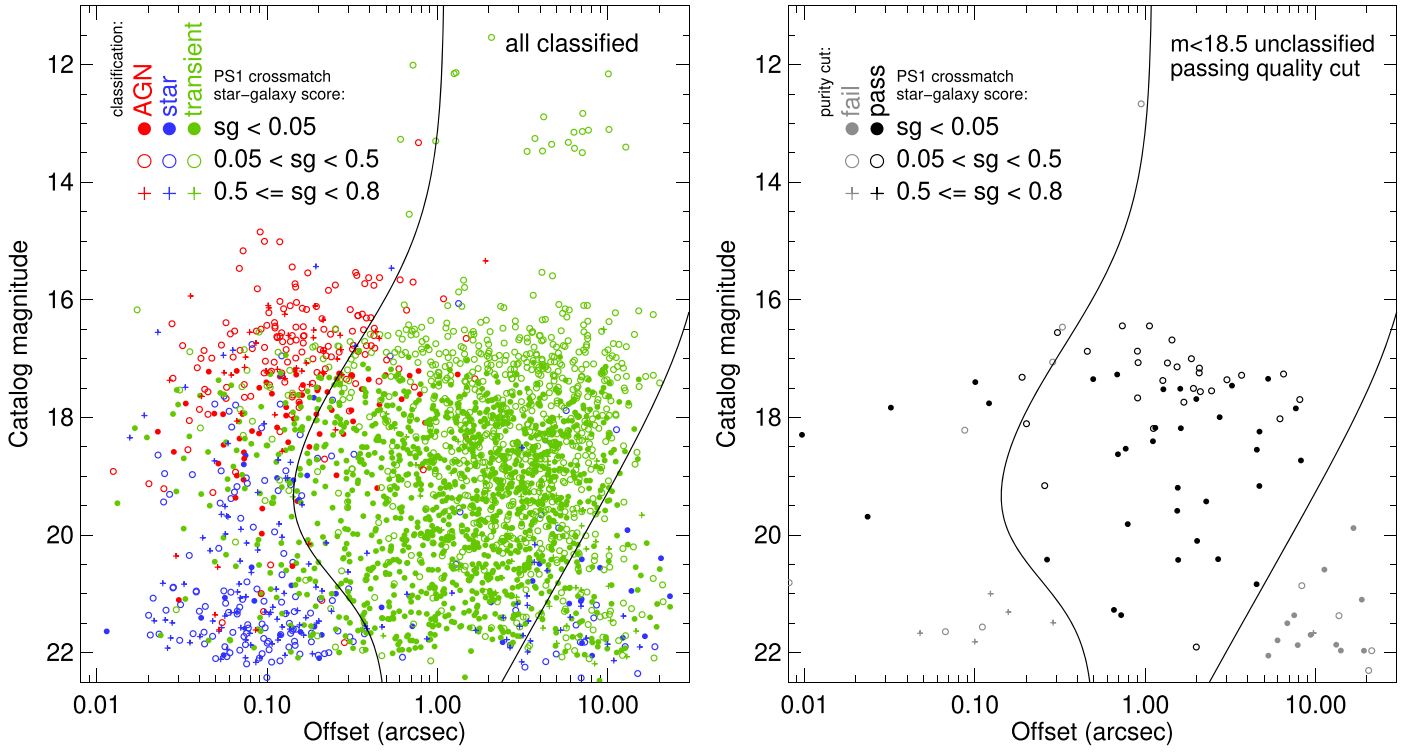 all classified
classification:
AGN
star
transient
PS1 crossmatch
star-galaxy score:
sg < 0.05
0.05 < sg < 0.5
0.5 <= sg < 0.8
12
14
16
18
20
22
Catalog magnitude
0.01
0.10
1.00
10.00
Offset (arcsec)
m<18.5 unclassified
passing quality cut
purity cut:
fail
pass
PS1 crossmatch
star-galaxy score:
sg < 0.05
0.05 < sg < 0.5
0.5 <= sg < 0.8
12
14
16
18
20
22
Catalog magnitude
0.01
0.10
1.00
10.00
Offset (arcsec)